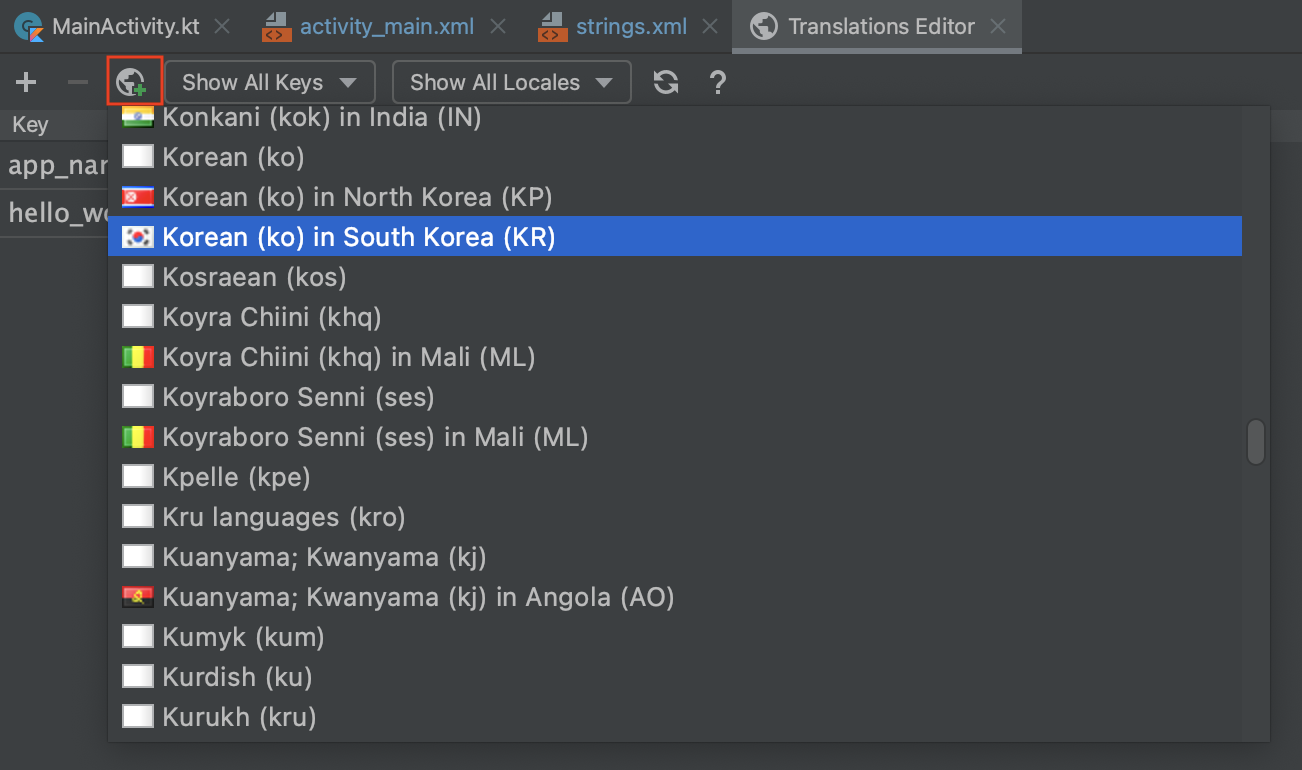 MainActivity.kt activity_main.xml strings.xml Translations Editor
Show All Keys Show All Locales ?
Key
app_nar
hello_wo
Konkani (kok) in India (IN)
Korean (ko)
Korean (ko) in North Korea (KP)
Korean (ko) in South Korea (KR)
Kosraean (kos)
Koyra Chiini (khq)
Koyra Chiini (khq) in Mali (ML)
Koyraboro Senni (ses)
Koyraboro Senni (ses) in Mali (ML)
Kpelle (kpe)
Kru languages (kro)
Kuanyama; Kwanyama (kj)
Kuanyama; Kwanyama (kj) in Angola (AO)
Kumyk (kum)
Kurdish (ku)
Kurukh (kru)